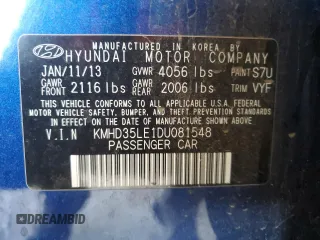 MANUFACTURED IN KOREA BY
HYUNDAI MOTOR COMPANY
JAN/11/13 GVWR 4056 lbs PAINT S7U
GAWR FRONT 2116 lbs GAWR REAR 2006 lbs TRIM VYF
THIS VEHICLE CONFORMS TO ALL APPLICABLE
FEDERAL MOTOR VEHICLE SAFETY, BUMPER, AND
THEFT PREVENTION STANDARDS IN EFFECT ON
THE DATE OF MANUFACTURE SHOWN ABOVE.
V.I.N KMHD35LE1DU081548
PASSENGER CAR
DREAMBID